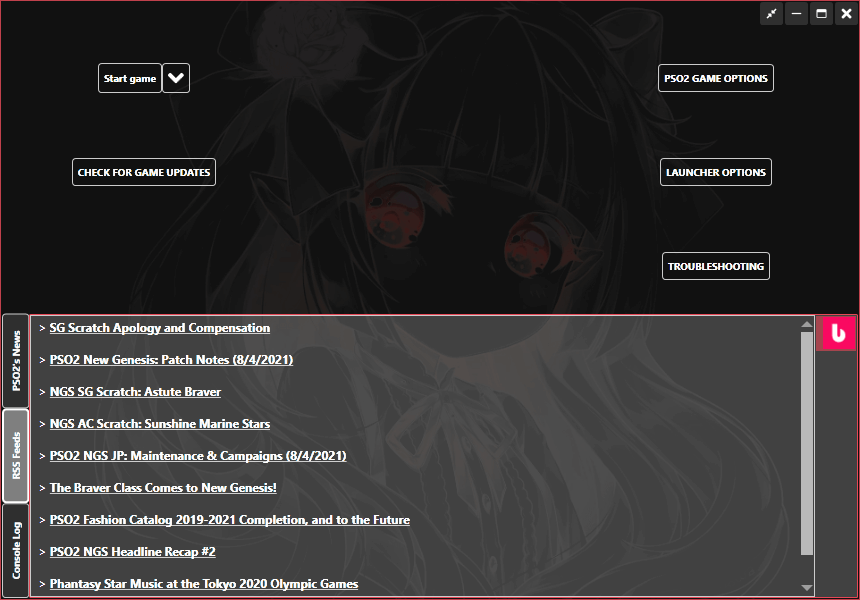 Start game
PSO2 GAME OPTIONS
CHECK FOR GAME UPDATES
LAUNCHER OPTIONS
TROUBLESHOOTING
PSO2's News
RSS Feeds
Console Log
> SG Scratch Apology and Compensation
> PSO2 New Genesis: Patch Notes (8/4/2021)
> NGS SG Scratch: Astute Braver
> NGS AC Scratch: Sunshine Marine Stars
> PSO2 NGS JP: Maintenance & Campaigns (8/4/2021)
> The Braver Class Comes to New Genesis!
> PSO2 Fashion Catalog 2019-2021 Completion, and to the Future
> PSO2 NGS Headline Recap #2
> Phantasy Star Music at the Tokyo 2020 Olympic Games